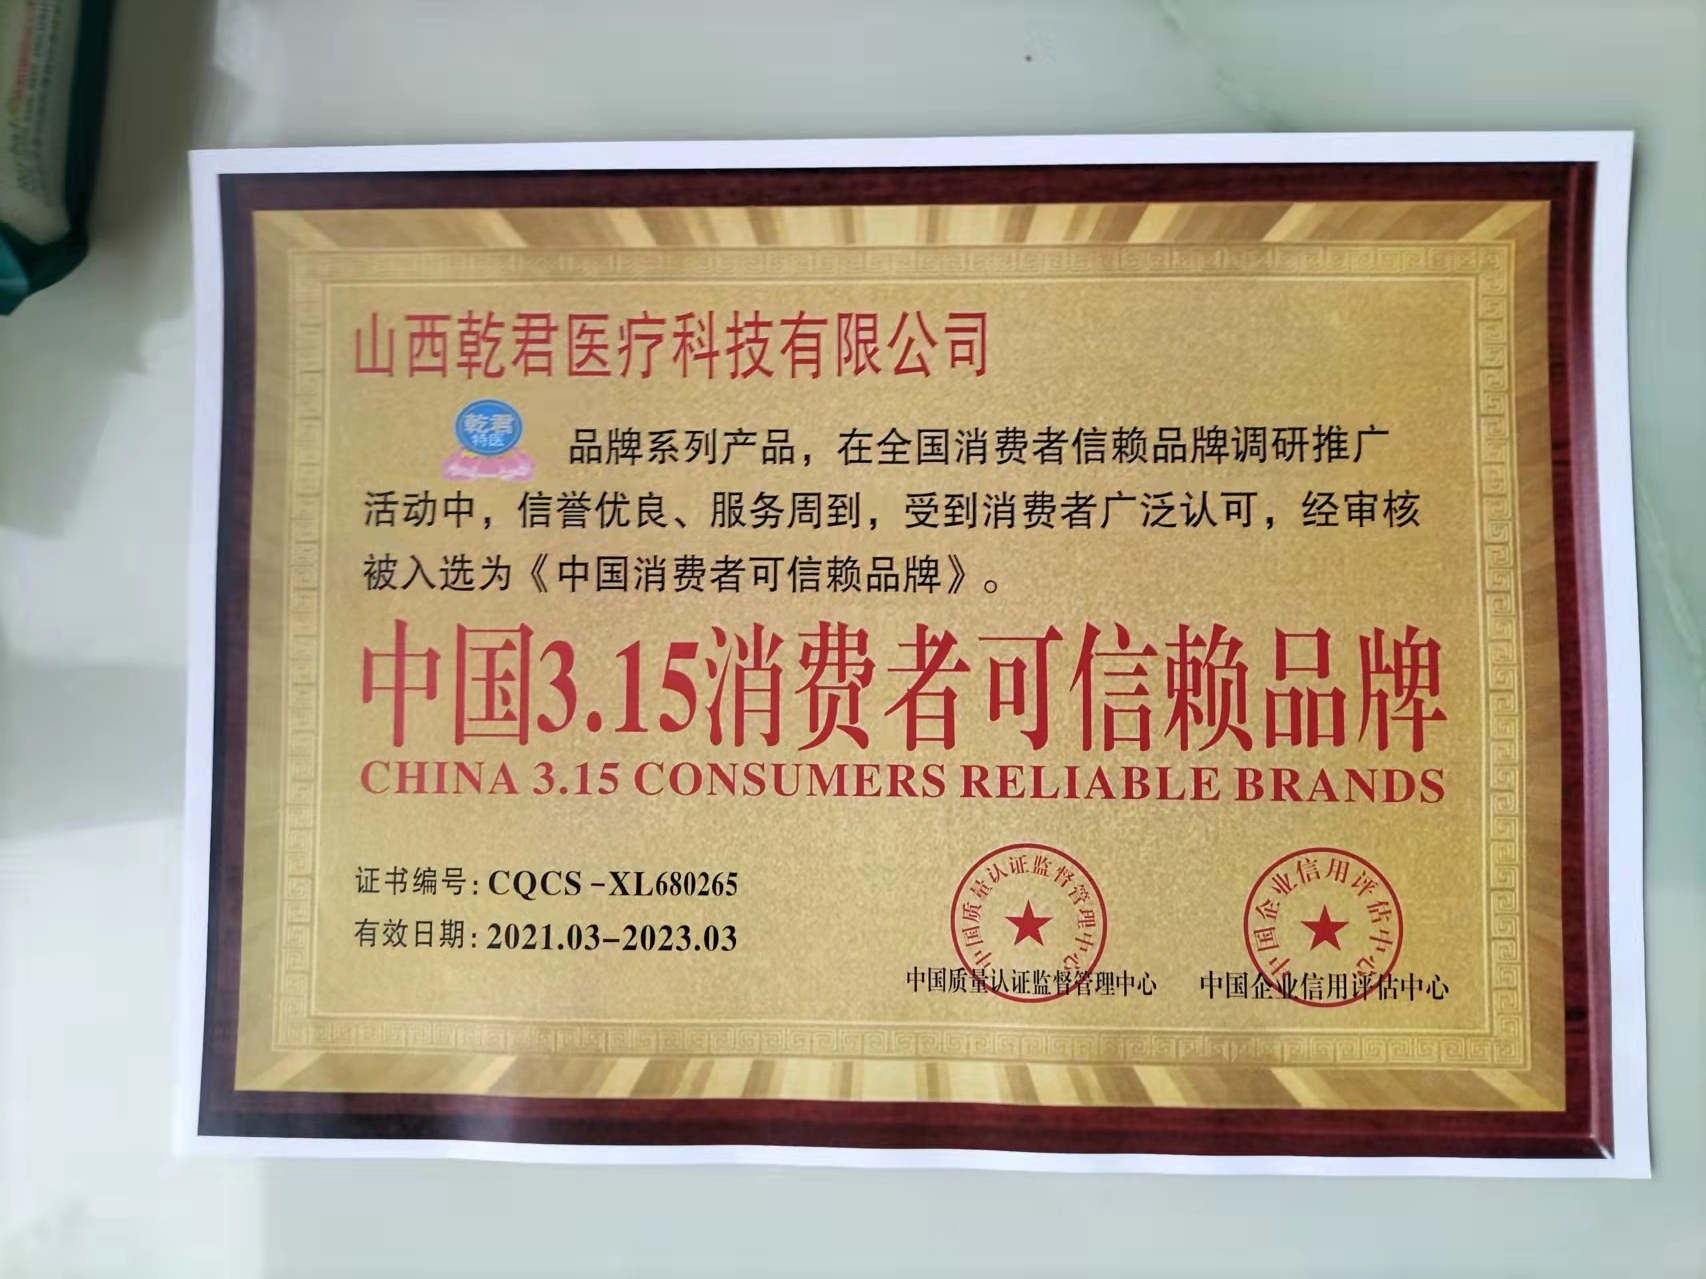 山西乾君医疗科技有限公司
乾君
特医
品牌系列产品，在全国消费者信赖品牌调研推广
活动中，信誉优良、服务周到，受到消费者广泛认可，经审核
被入选为《中国消费者可信赖品牌》。
中国3.15消费者可信赖品牌
CHINA 3.15 CONSUMERS RELIABLE BRANDS
证书编号：CQCS-XL680265
有效日期：2021.03-2023.03
中国质量认证监督管理中心
中国质量认证监督管理中心
中国企业信用评估中心
中国企业信用评估中心